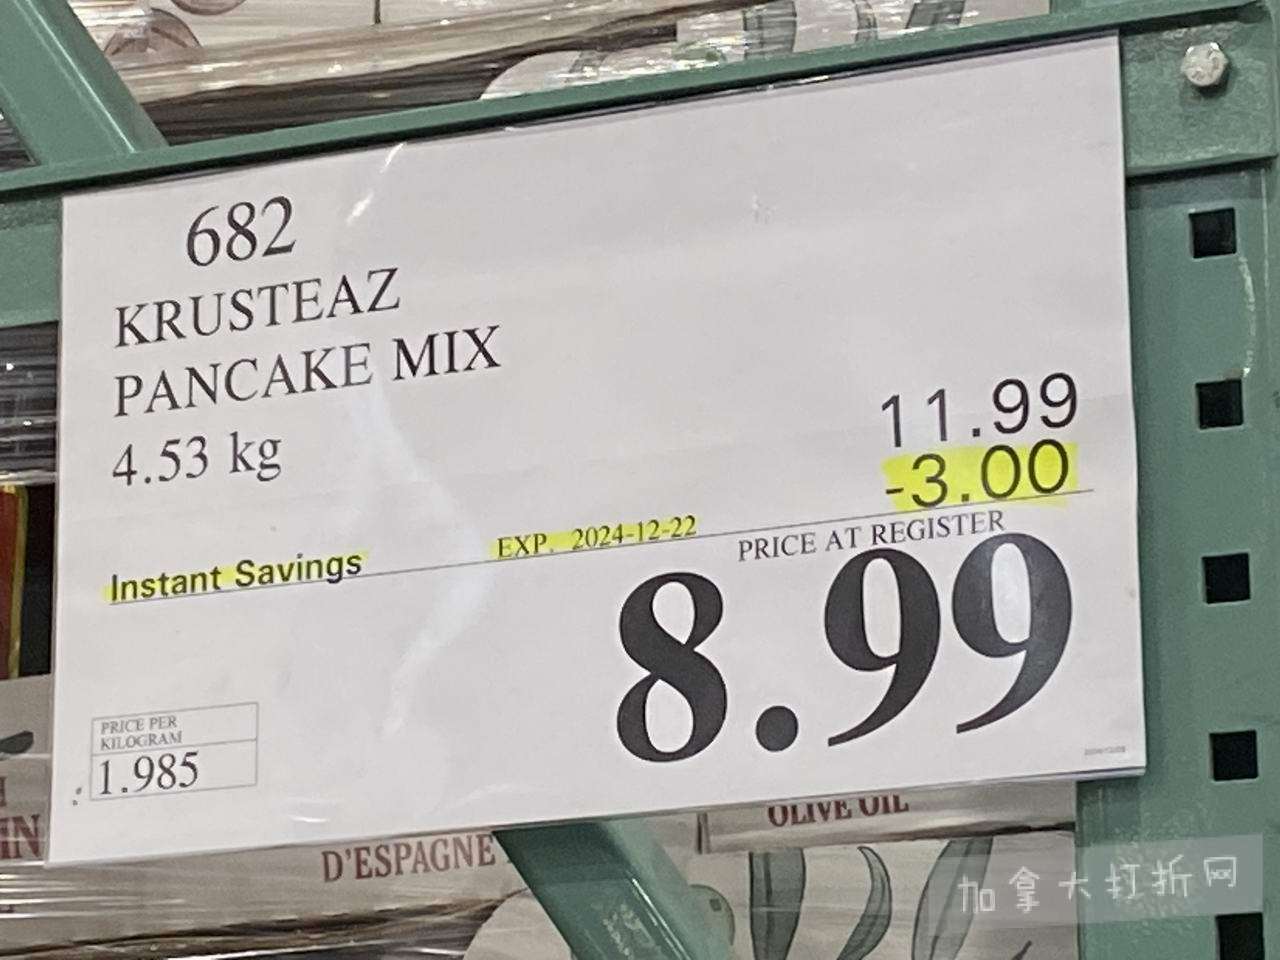 682
KRUSTEAZ
PANCAKE MIX
4.53 kg
11.99
-3.00
Instant Savings
EXP. 2024-12-22
PRICE AT REGISTER
8.99
PRICE PER
KILOGRAM
1.985
IN
D'ESPAGNE
OLIVE OIL
加拿大打折网